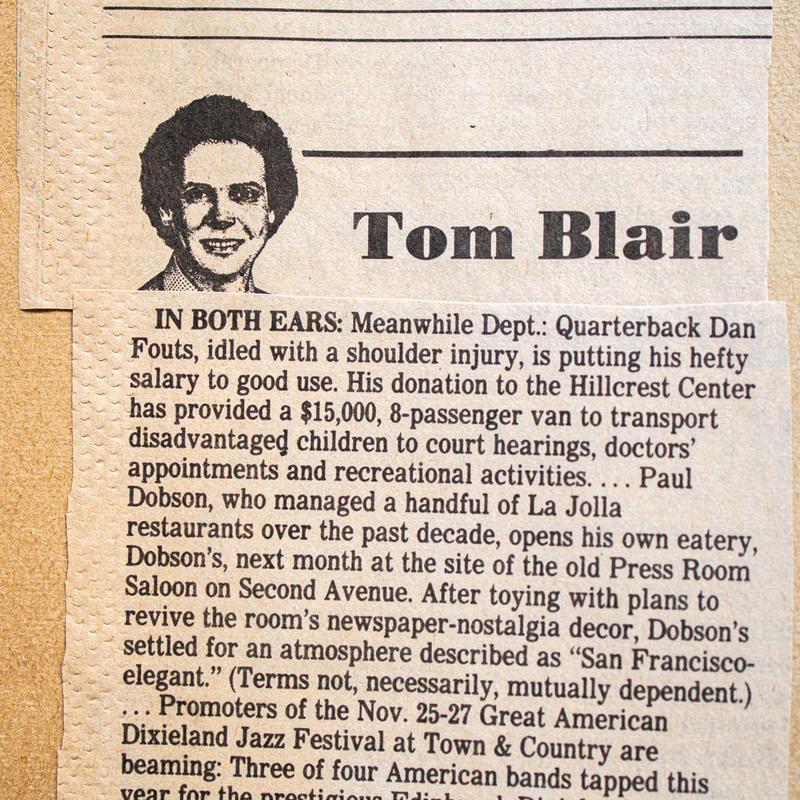 Tom Blair
IN BOTH EARS: Meanwhile Dept.: Quarterback Dan
Fouts, idled with a shoulder injury, is putting his hefty
salary to good use. His donation to the Hillcrest Center
has provided a $15,000, 8-passenger van to transport
disadvantaged children to court hearings, doctors'
appointments and recreational activities. . . . Paul
Dobson, who managed a handful of La Jolla
restaurants over the past decade, opens his own eatery,
Dobson's, next month at the site of the old Press Room
Saloon on Second Avenue. After toying with plans to
revive the room's newspaper-nostalgia decor, Dobson's
settled for an atmosphere described as “San Francisco-
elegant.” (Terms not, necessarily, mutually dependent.)
. . . Promoters of the Nov. 25-27 Great American
Dixieland Jazz Festival at Town & Country are
beaming: Three of four American bands tapped this
year for the prestigious